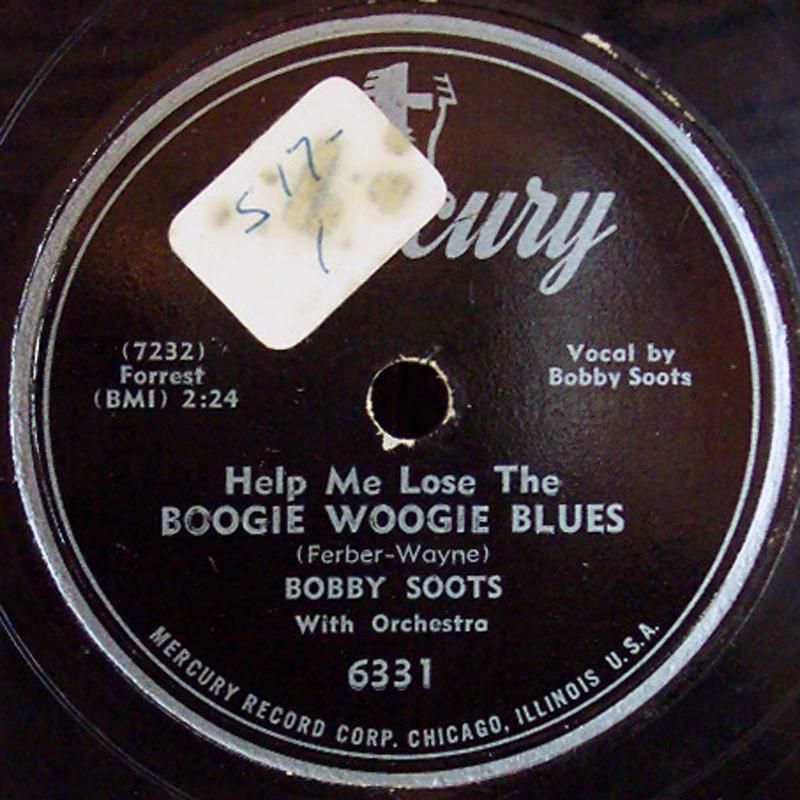 S17-
1
cury
(7232)
Forrest
(BMI) 2:24
Vocal by
Bobby Soots
Help Me Lose The
BOOGIE WOOGIE BLUES
(Ferber-Wayne)
BOBBY SOOTS
With Orchestra
6331
MERCURY RECORD CORP. CHICAGO, ILLINOIS U.S.A.